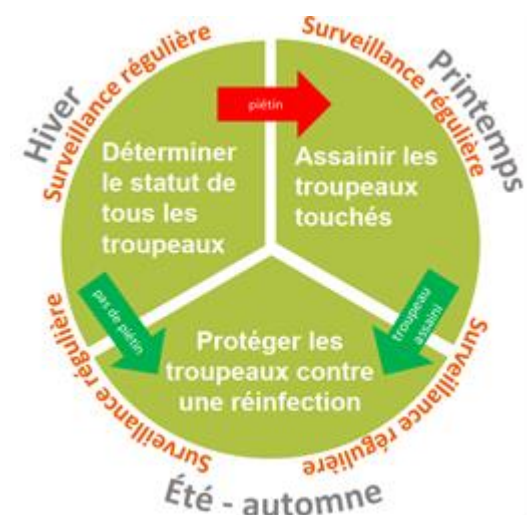 Hiver
Surveillance régulière
Surveillance régulière
Printemps
piétin
Déterminer
le statut de
tous les
troupeaux
Assainir les
troupeaux
touchés
pas de piétin
troupeau
assaini
Protéger les
troupeaux contre
une réinfection
Surveillance régulière
Surveillance régulière
Été - automne